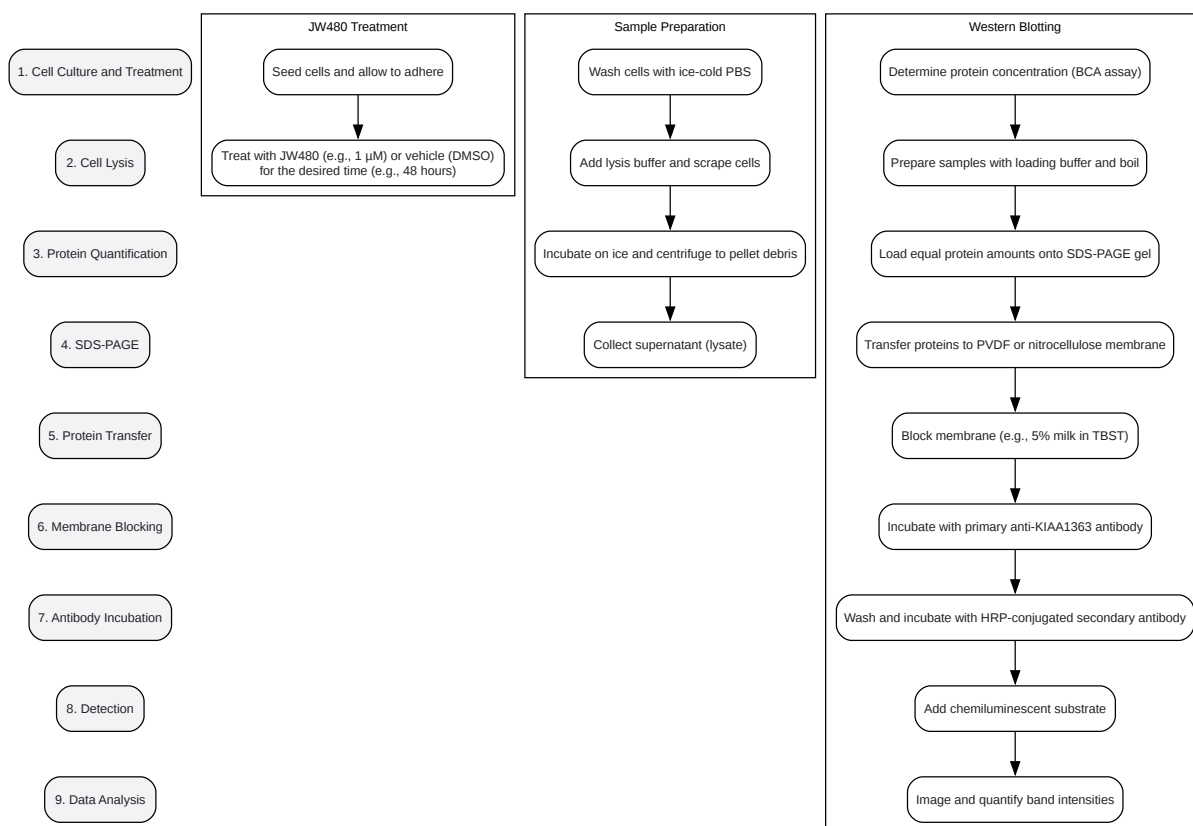 JW480 Treatment
Sample Preparation
Western Blotting
1. Cell Culture and Treatment
2. Cell Lysis
3. Protein Quantification
4. SDS-PAGE
5. Protein Transfer
6. Membrane Blocking
7. Antibody Incubation
8. Detection
9. Data Analysis
Seed cells and allow to adhere
Treat with JW480 (e.g., 1 µM) or vehicle (DMSO)
for the desired time (e.g., 48 hours)
Wash cells with ice-cold PBS
Add lysis buffer and scrape cells
Incubate on ice and centrifuge to pellet debris
Collect supernatant (lysate)
Determine protein concentration (BCA assay)
Prepare samples with loading buffer and boil
Load equal protein amounts onto SDS-PAGE gel
Transfer proteins to PVDF or nitrocellulose membrane
Block membrane (e.g., 5% milk in TBST)
Incubate with primary anti-KIAA1363 antibody
Wash and incubate with HRP-conjugated secondary antibody
Add chemiluminescent substrate
Image and quantify band intensities